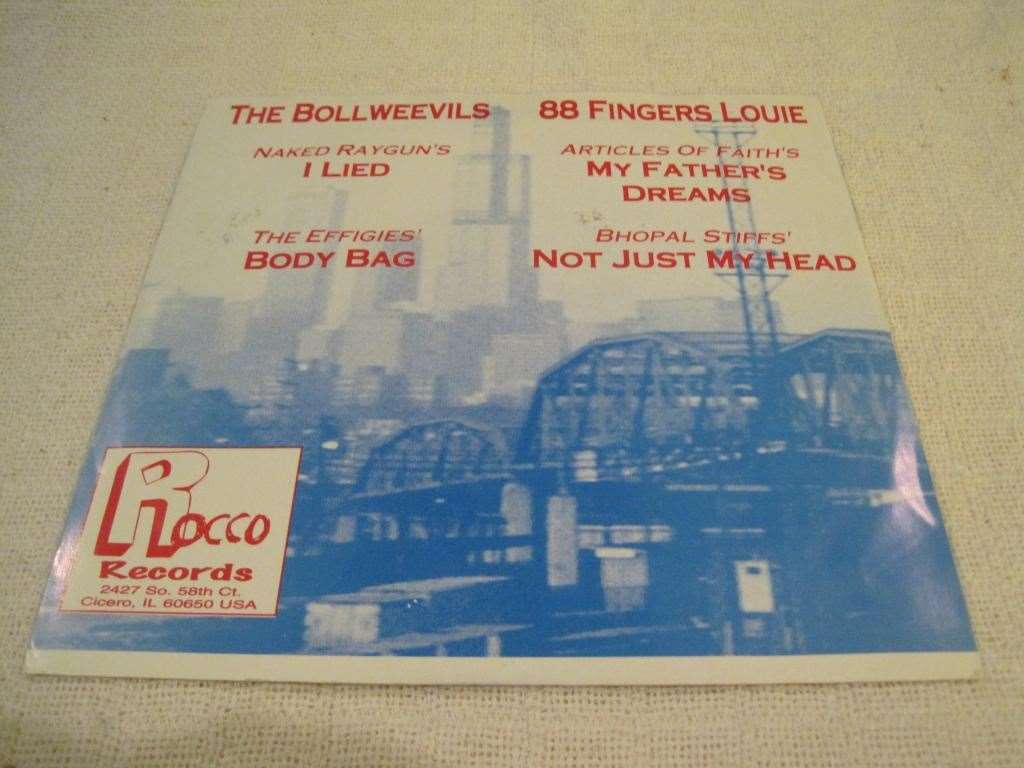 THE BOLLWEEVILS
NAKED RAYGUN'S
I LIED
THE EFFIGIES'
BODY BAG
88 FINGERS LOUIE
ARTICLES OF FAITH'S
MY FATHER'S
DREAMS
BHOPAL STIFFS'
NOT JUST MY HEAD
ROCCO
Records
2427 So. 58th Ct.
Cicero, IL 60650 USA